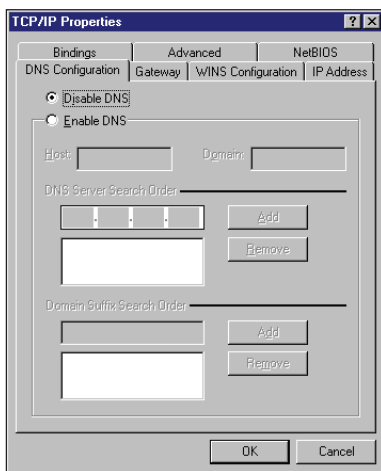 TCP/IP Properties
Bindings Advanced NetBIOS
DNS Configuration Gateway WINS Configuration IP Address
Disable DNS
Enable DNS
Host: Domain:
DNS Server Search Order
. . . Add
Remove
Domain Suffix Search Order
Add
Remove
OK Cancel